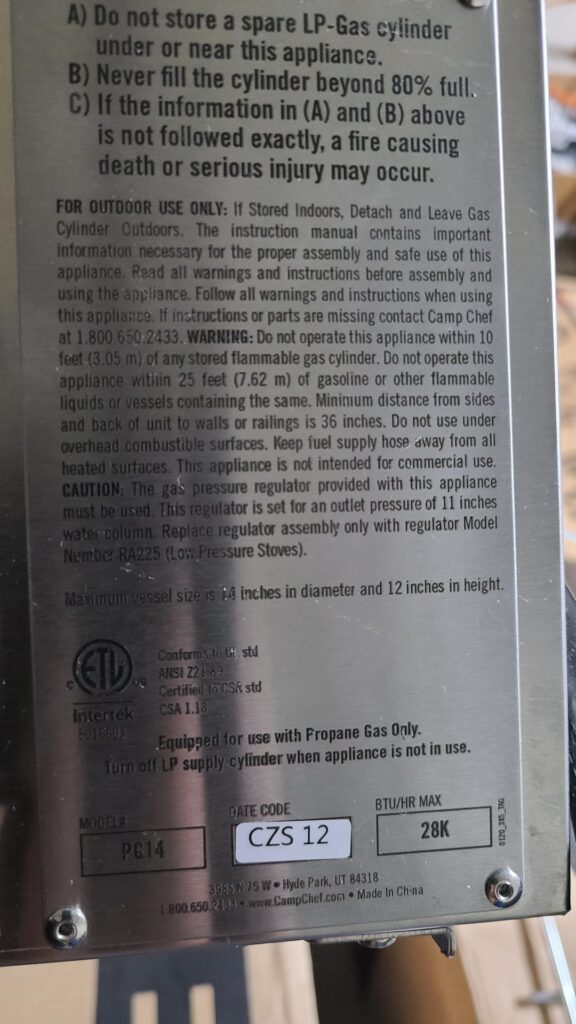 A) Do not store a spare LP-Gas cylinder
under or near this appliance.
B) Never fill the cylinder beyond 80% full.
C) If the information in (A) and (B) above
is not followed exactly, a fire causing
death or serious injury may occur.
FOR OUTDOOR USE ONLY: If Stored Indoors, Detach and Leave Gas
Cylinder Outdoors. The instruction manual contains important
information necessary for the proper assembly and safe use of this
appliance. Read all warnings and instructions before assembly and
using the appliance. Follow all warnings and instructions when using
this appliance. If instructions or parts are missing contact Camp Chef
at 1.800.650.2433. WARNING: Do not operate this appliance within 10
feet (3.05 m) of any stored flammable gas cylinder. Do not operate this
appliance within 25 feet (7.62 m) of gasoline or other flammable
liquids or vessels containing the same. Minimum distance from sides
and back of unit to walls or railings is 36 inches. Do not use under
overhead combustible surfaces. Keep fuel supply hose away from all
heated surfaces. This appliance is not intended for commercial use.
CAUTION: The gas pressure regulator provided with this appliance
must be used. This regulator is set for an outlet pressure of 11 inches
water column. Replace regulator assembly only with regulator Model
Number RA225 (Low Pressure Stoves).
Maximum vessel size is 14 inches in diameter and 12 inches in height.
ETL
c us
Intertek
Conforms to UL std
ANSI Z21.89
Certified to CSA std
CSA 1.18
Equipped for use with Propane Gas Only.
Turn off LP supply cylinder when appliance is not in use.
MODEL#
PG14
DATE CODE
CZS 12
BTU/HR MAX
28K
0120_3X5_TAG
3985 N 75 W • Hyde Park, UT 84318
1.800.650.2433 • www.CampChef.com • Made In China